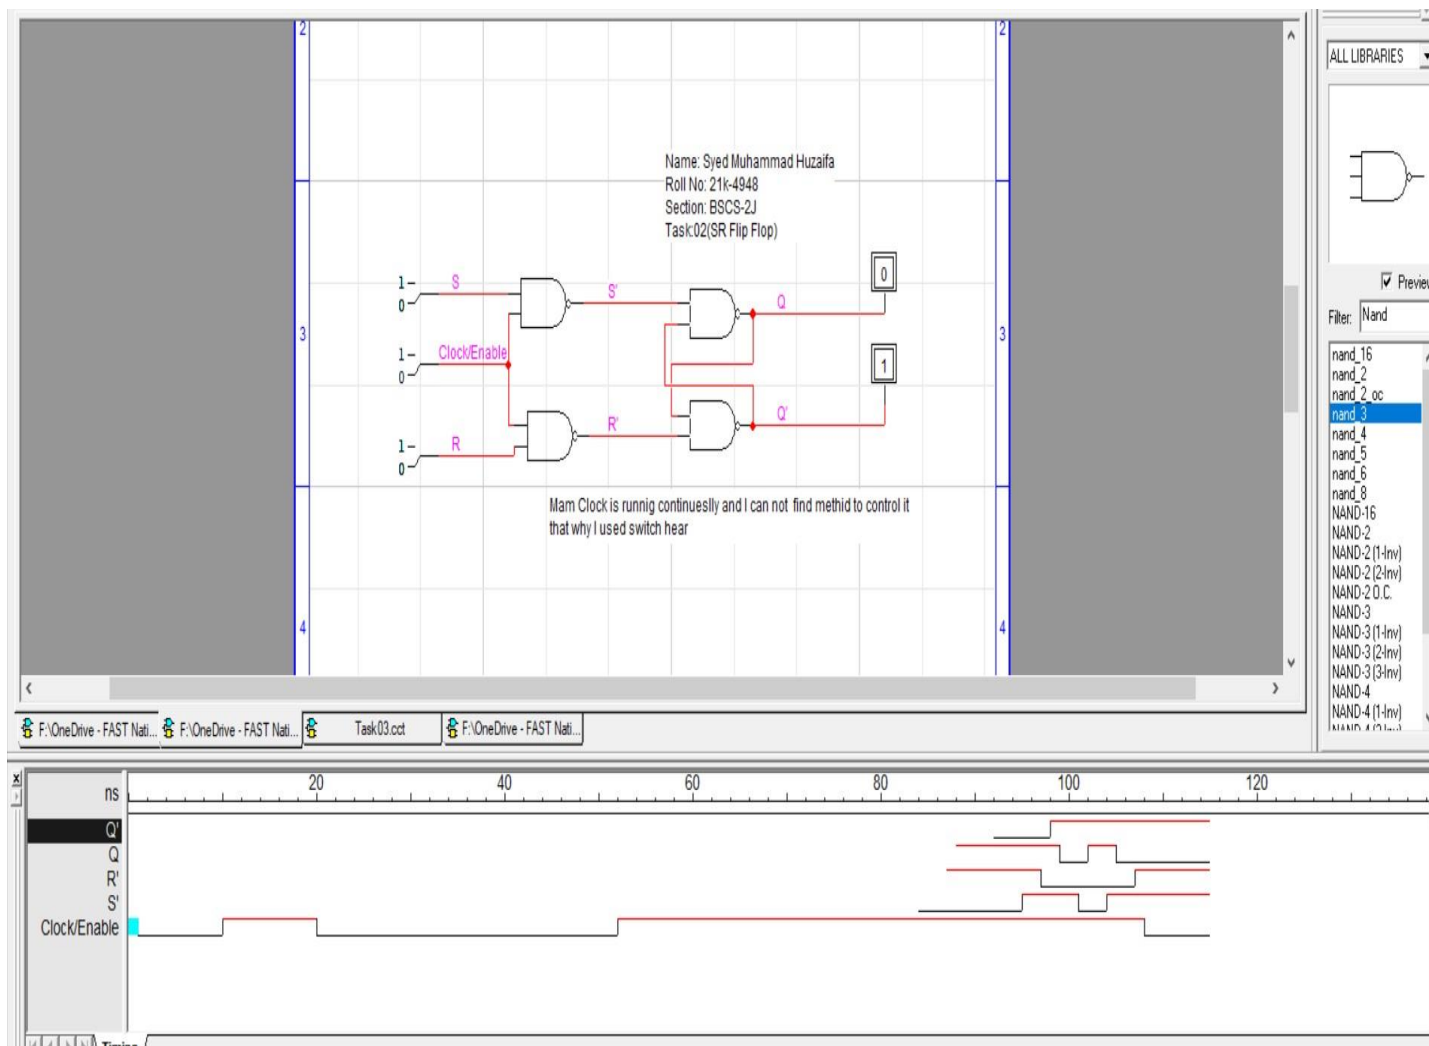 2
2
ALL LIBRARIES
Name: Syed Muhammad Huzaifa
Roll No: 21k-4948
Section: BSCS-2J
Task:02(SR Flip Flop)
1
0
S
S'
Q
0
Preview
Filter: Nand
3
3
1
0
Clock/Enable
1
R'
Q'
1
0
R
Mam Clock is runnig continueslly and I can not find methid to control it
that why I used switch hear
4
4
nand_16
nand_2
nand_2_oc
nand_3
nand_4
nand_5
nand_6
nand_8
NAND-16
NAND-2
NAND-2 (1-Inv)
NAND-2 (2-Inv)
NAND-2 O.C.
NAND-3
NAND-3 (1-Inv)
NAND-3 (2-Inv)
NAND-3 (3-Inv)
NAND-4
NAND-4 (1-Inv)
NAND-4 (2-Inv)
F:\OneDrive - FAST Nati...
F:\OneDrive - FAST Nati...
Task03.cct
F:\OneDrive - FAST Nati...
ns
20
40
60
80
100
120
Q'
Q
R'
S'
Clock/Enable
Timing